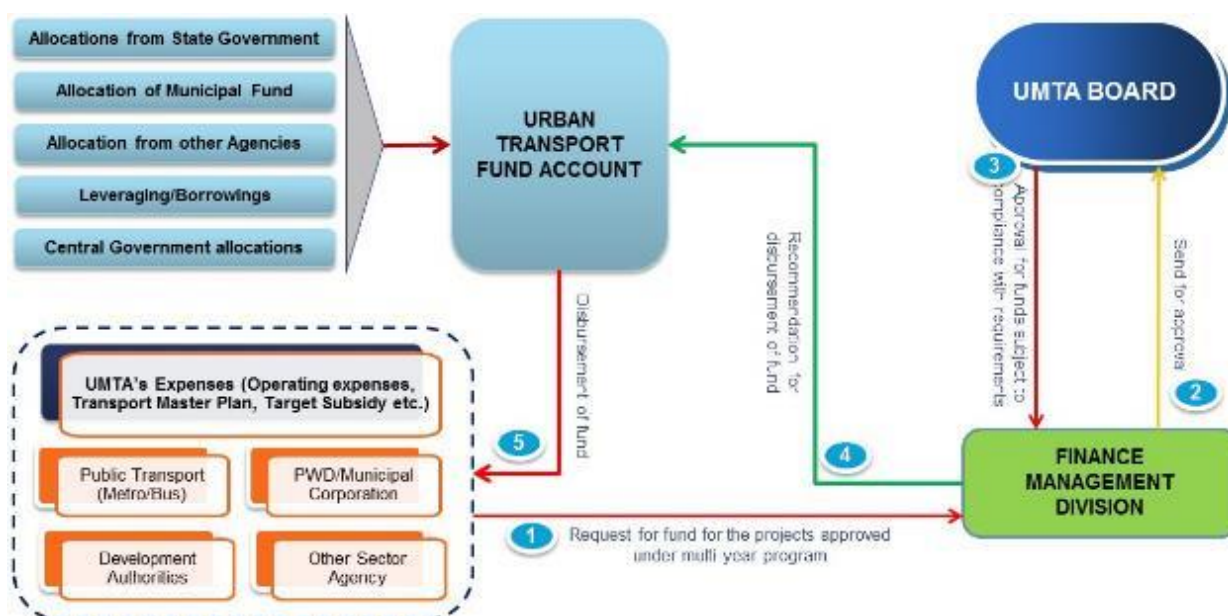 Allocations from State Government
Allocation of Municipal Fund
Allocation from other Agencies
Leveraging/Borrowings
Central Government allocations
URBAN
TRANSPORT
FUND ACCOUNT
UMTA BOARD
3
Approval for funds subject to
compliance with requirements
Send for approval
2
Recommendation for
disbursement of fund
Disbursement of fund
UMTA's Expenses (Operating expenses,
Transport Master Plan, Target Subsidy etc.)
Public Transport
(Metro/Bus)
PWD/Municipal
Corporation
Development
Authorities
Other Sector
Agency
5
4
FINANCE
MANAGEMENT
DIVISION
1
Request for fund for the projects approved
under multi year program